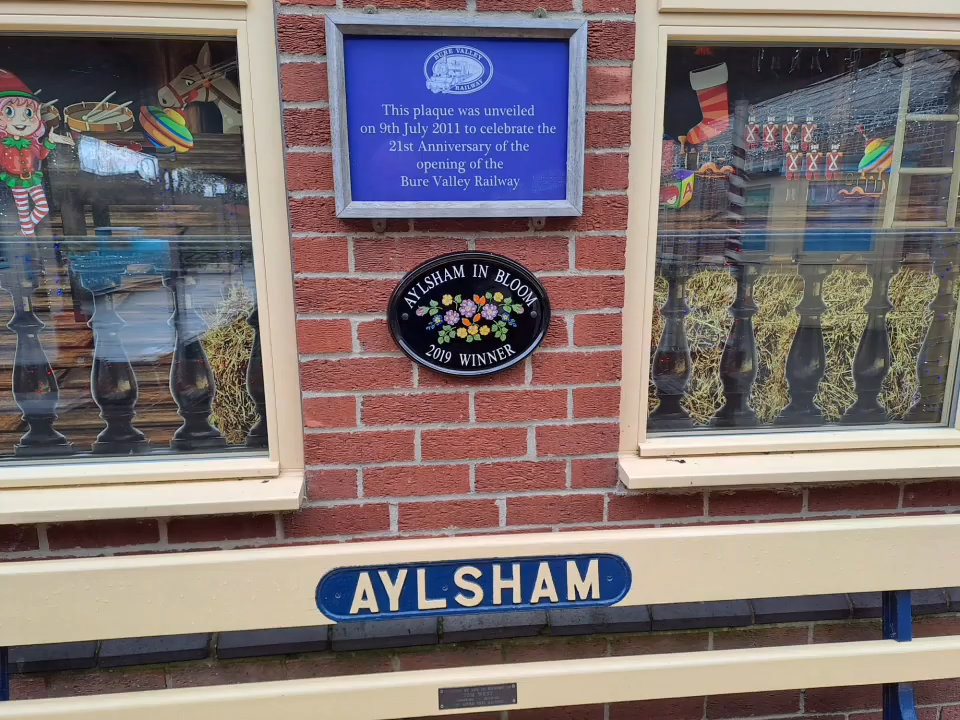 BURE VALLEY
RAILWAY
This plaque was unveiled
on 9th July 2011 to celebrate the
21st Anniversary of the
opening of the
Bure Valley Railway
AYLSHAM IN BLOOM
2019 WINNER
AYLSHAM